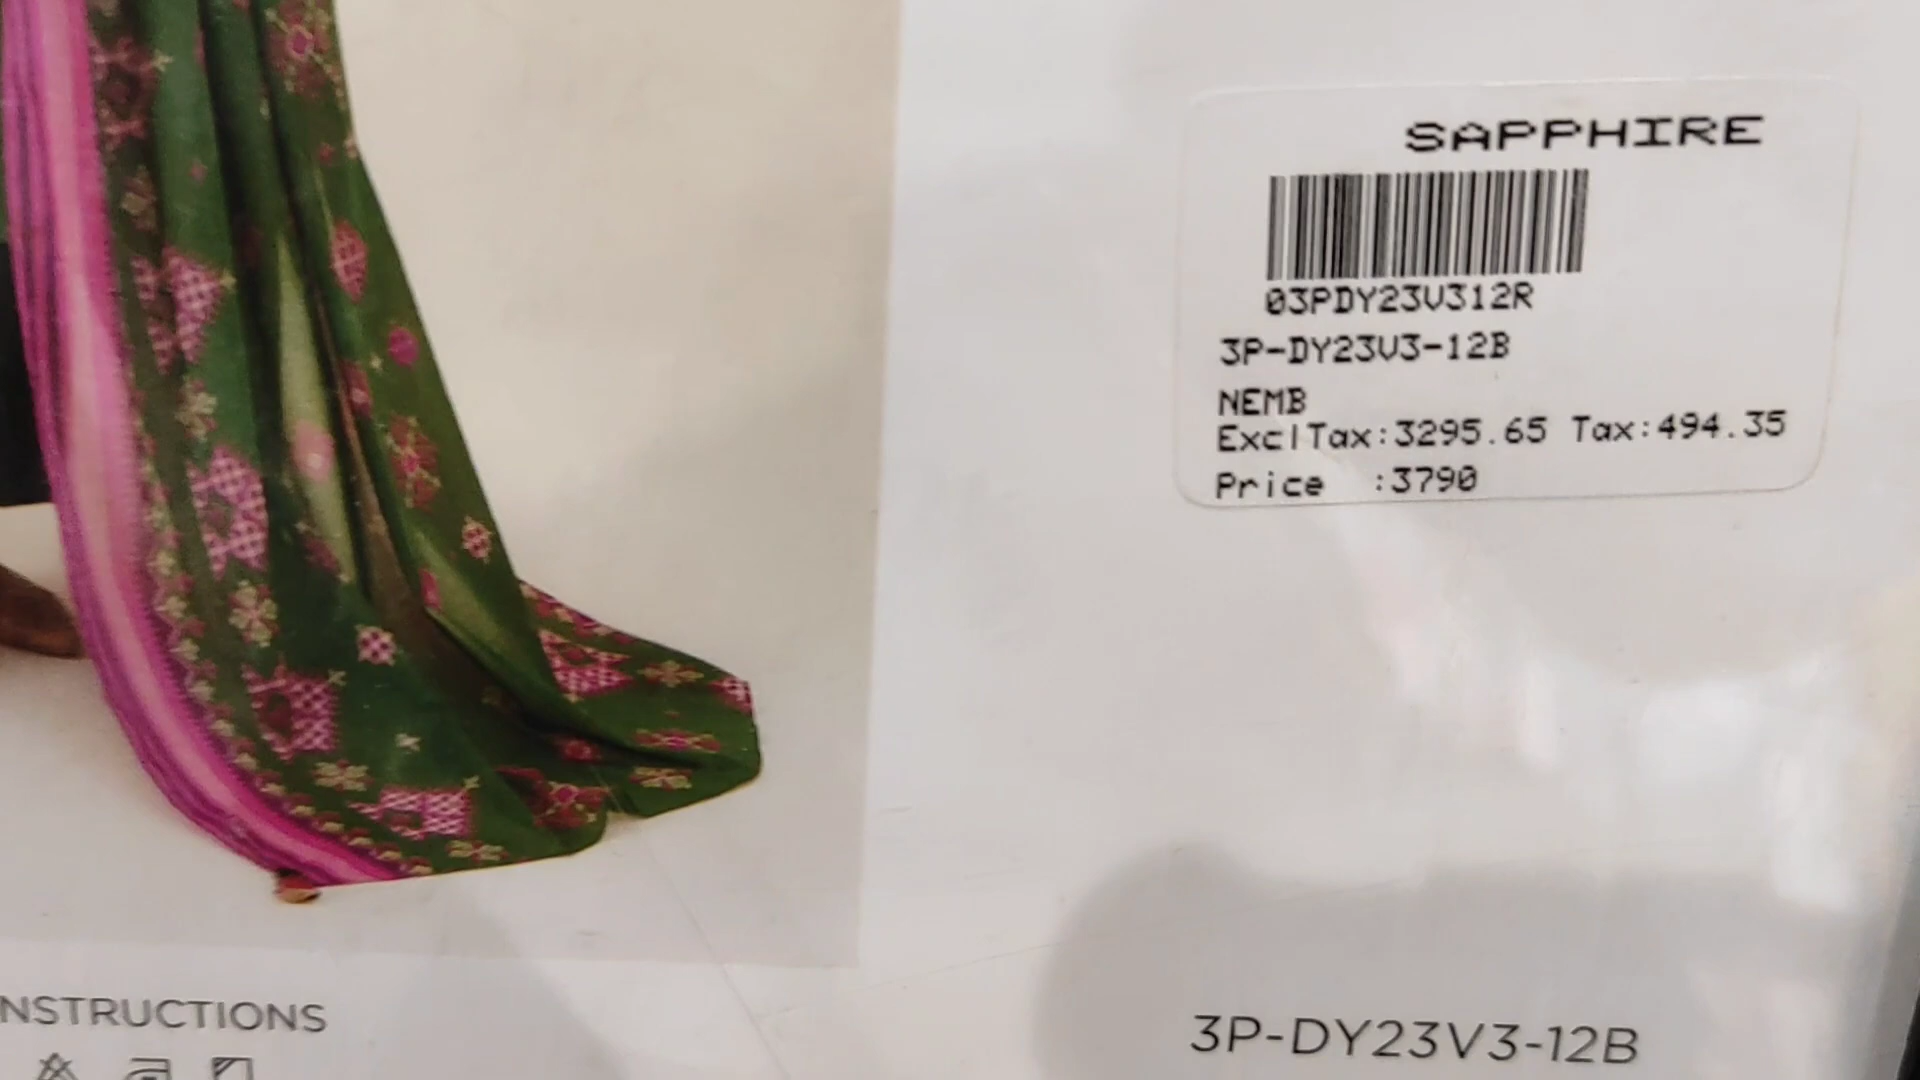 SAPPHIRE
03PDY23V312R
3P-DY23V3-12B
NEMB
ExclTax:3295.65 Tax:494.35
Price :3790
NSTRUCTIONS
3P-DY23V3-12B